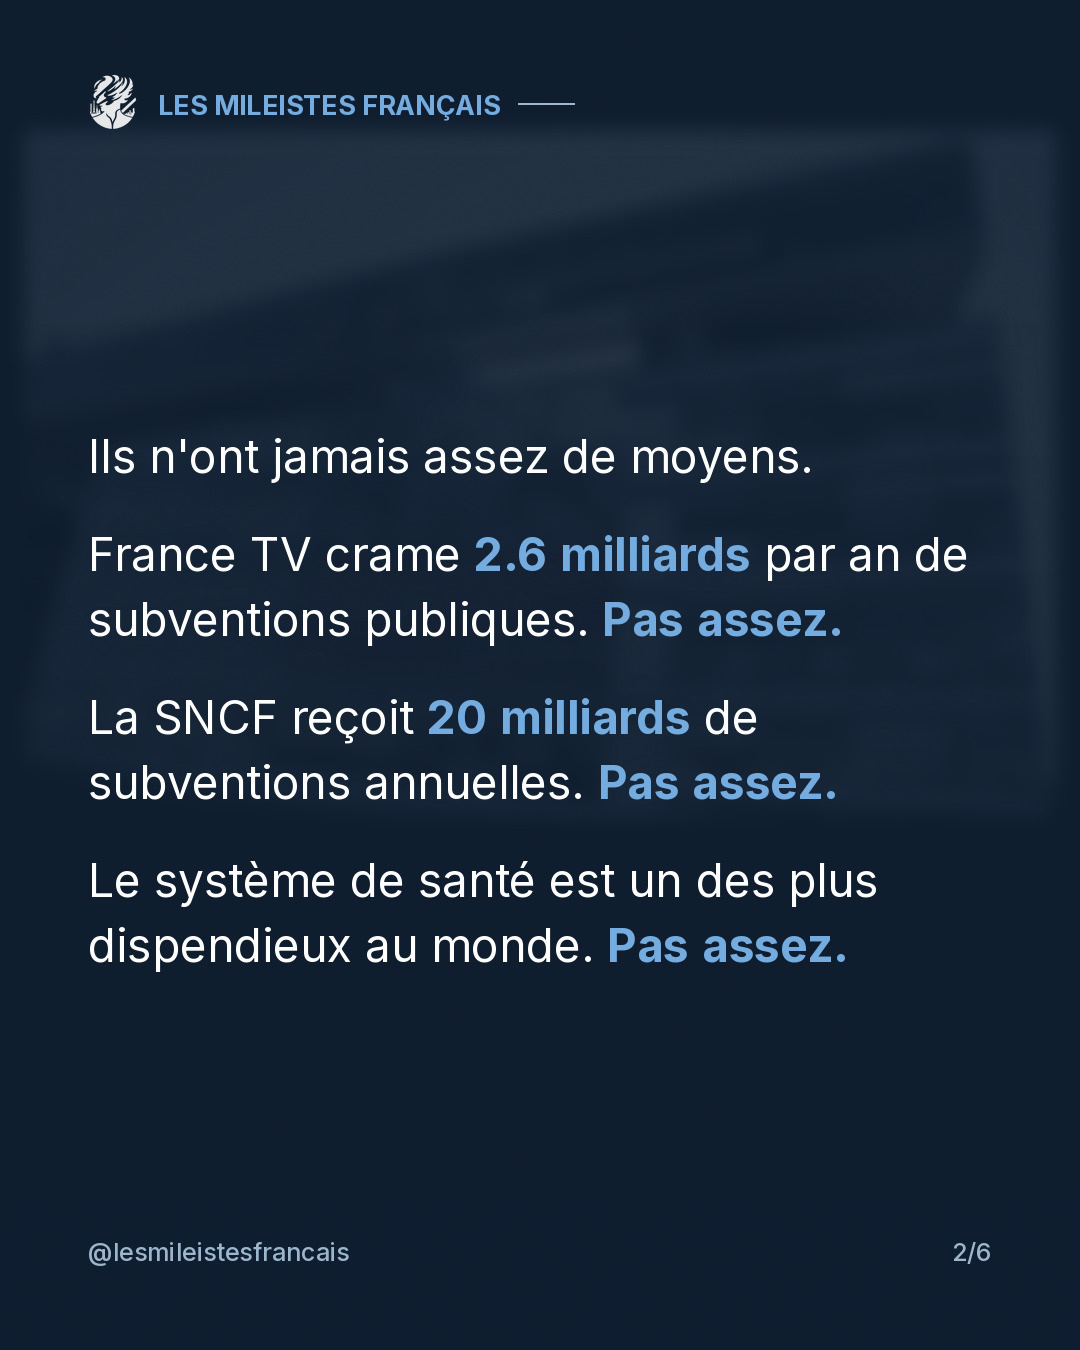 LES MILEISTES FRANÇAIS
Ils n'ont jamais assez de moyens.
France TV crame 2.6 milliards par an de
subventions publiques. Pas assez.
La SNCF reçoit 20 milliards de
subventions annuelles. Pas assez.
Le système de santé est un des plus
dispendieux au monde. Pas assez.
@lesmileistesfrancais
2/6